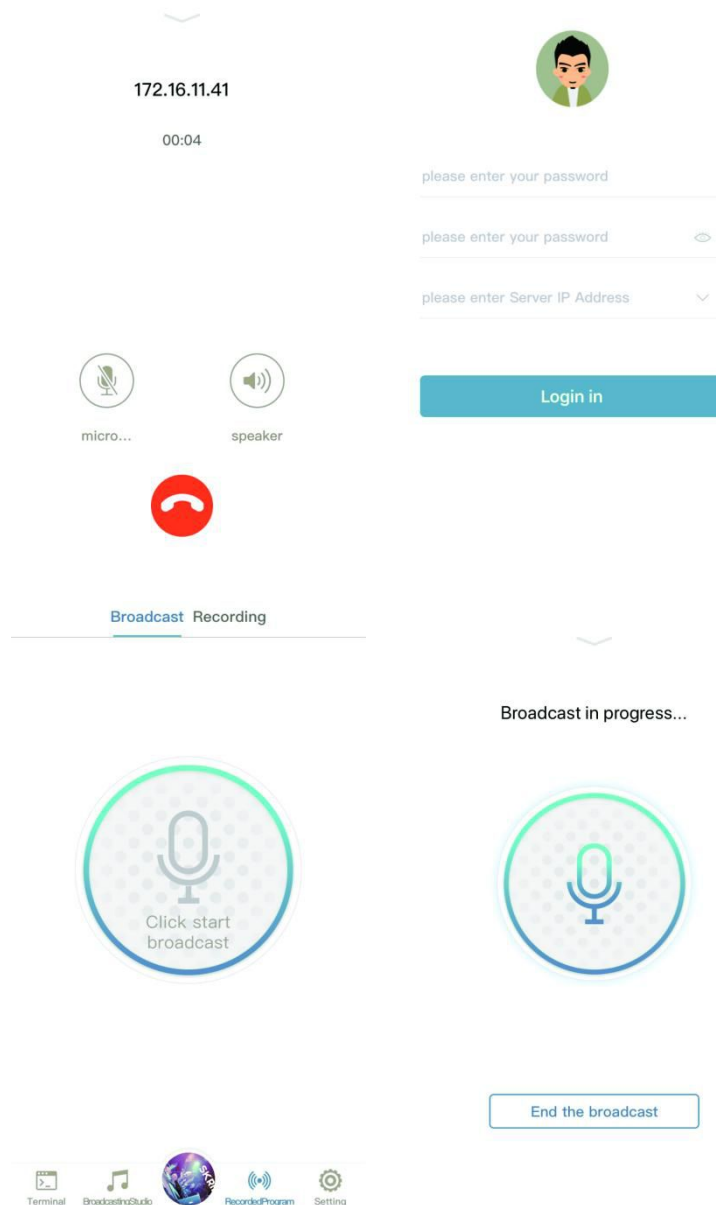 172.16.11.41
00:04
micro...
speaker
please enter your password
please enter your password
please enter Server IP Address
Login in
Broadcast Recording
Click start
broadcast
Terminal
BroadcastingStudio
SKR
RecordedProgram
Setting
Broadcast in progress...
End the broadcast